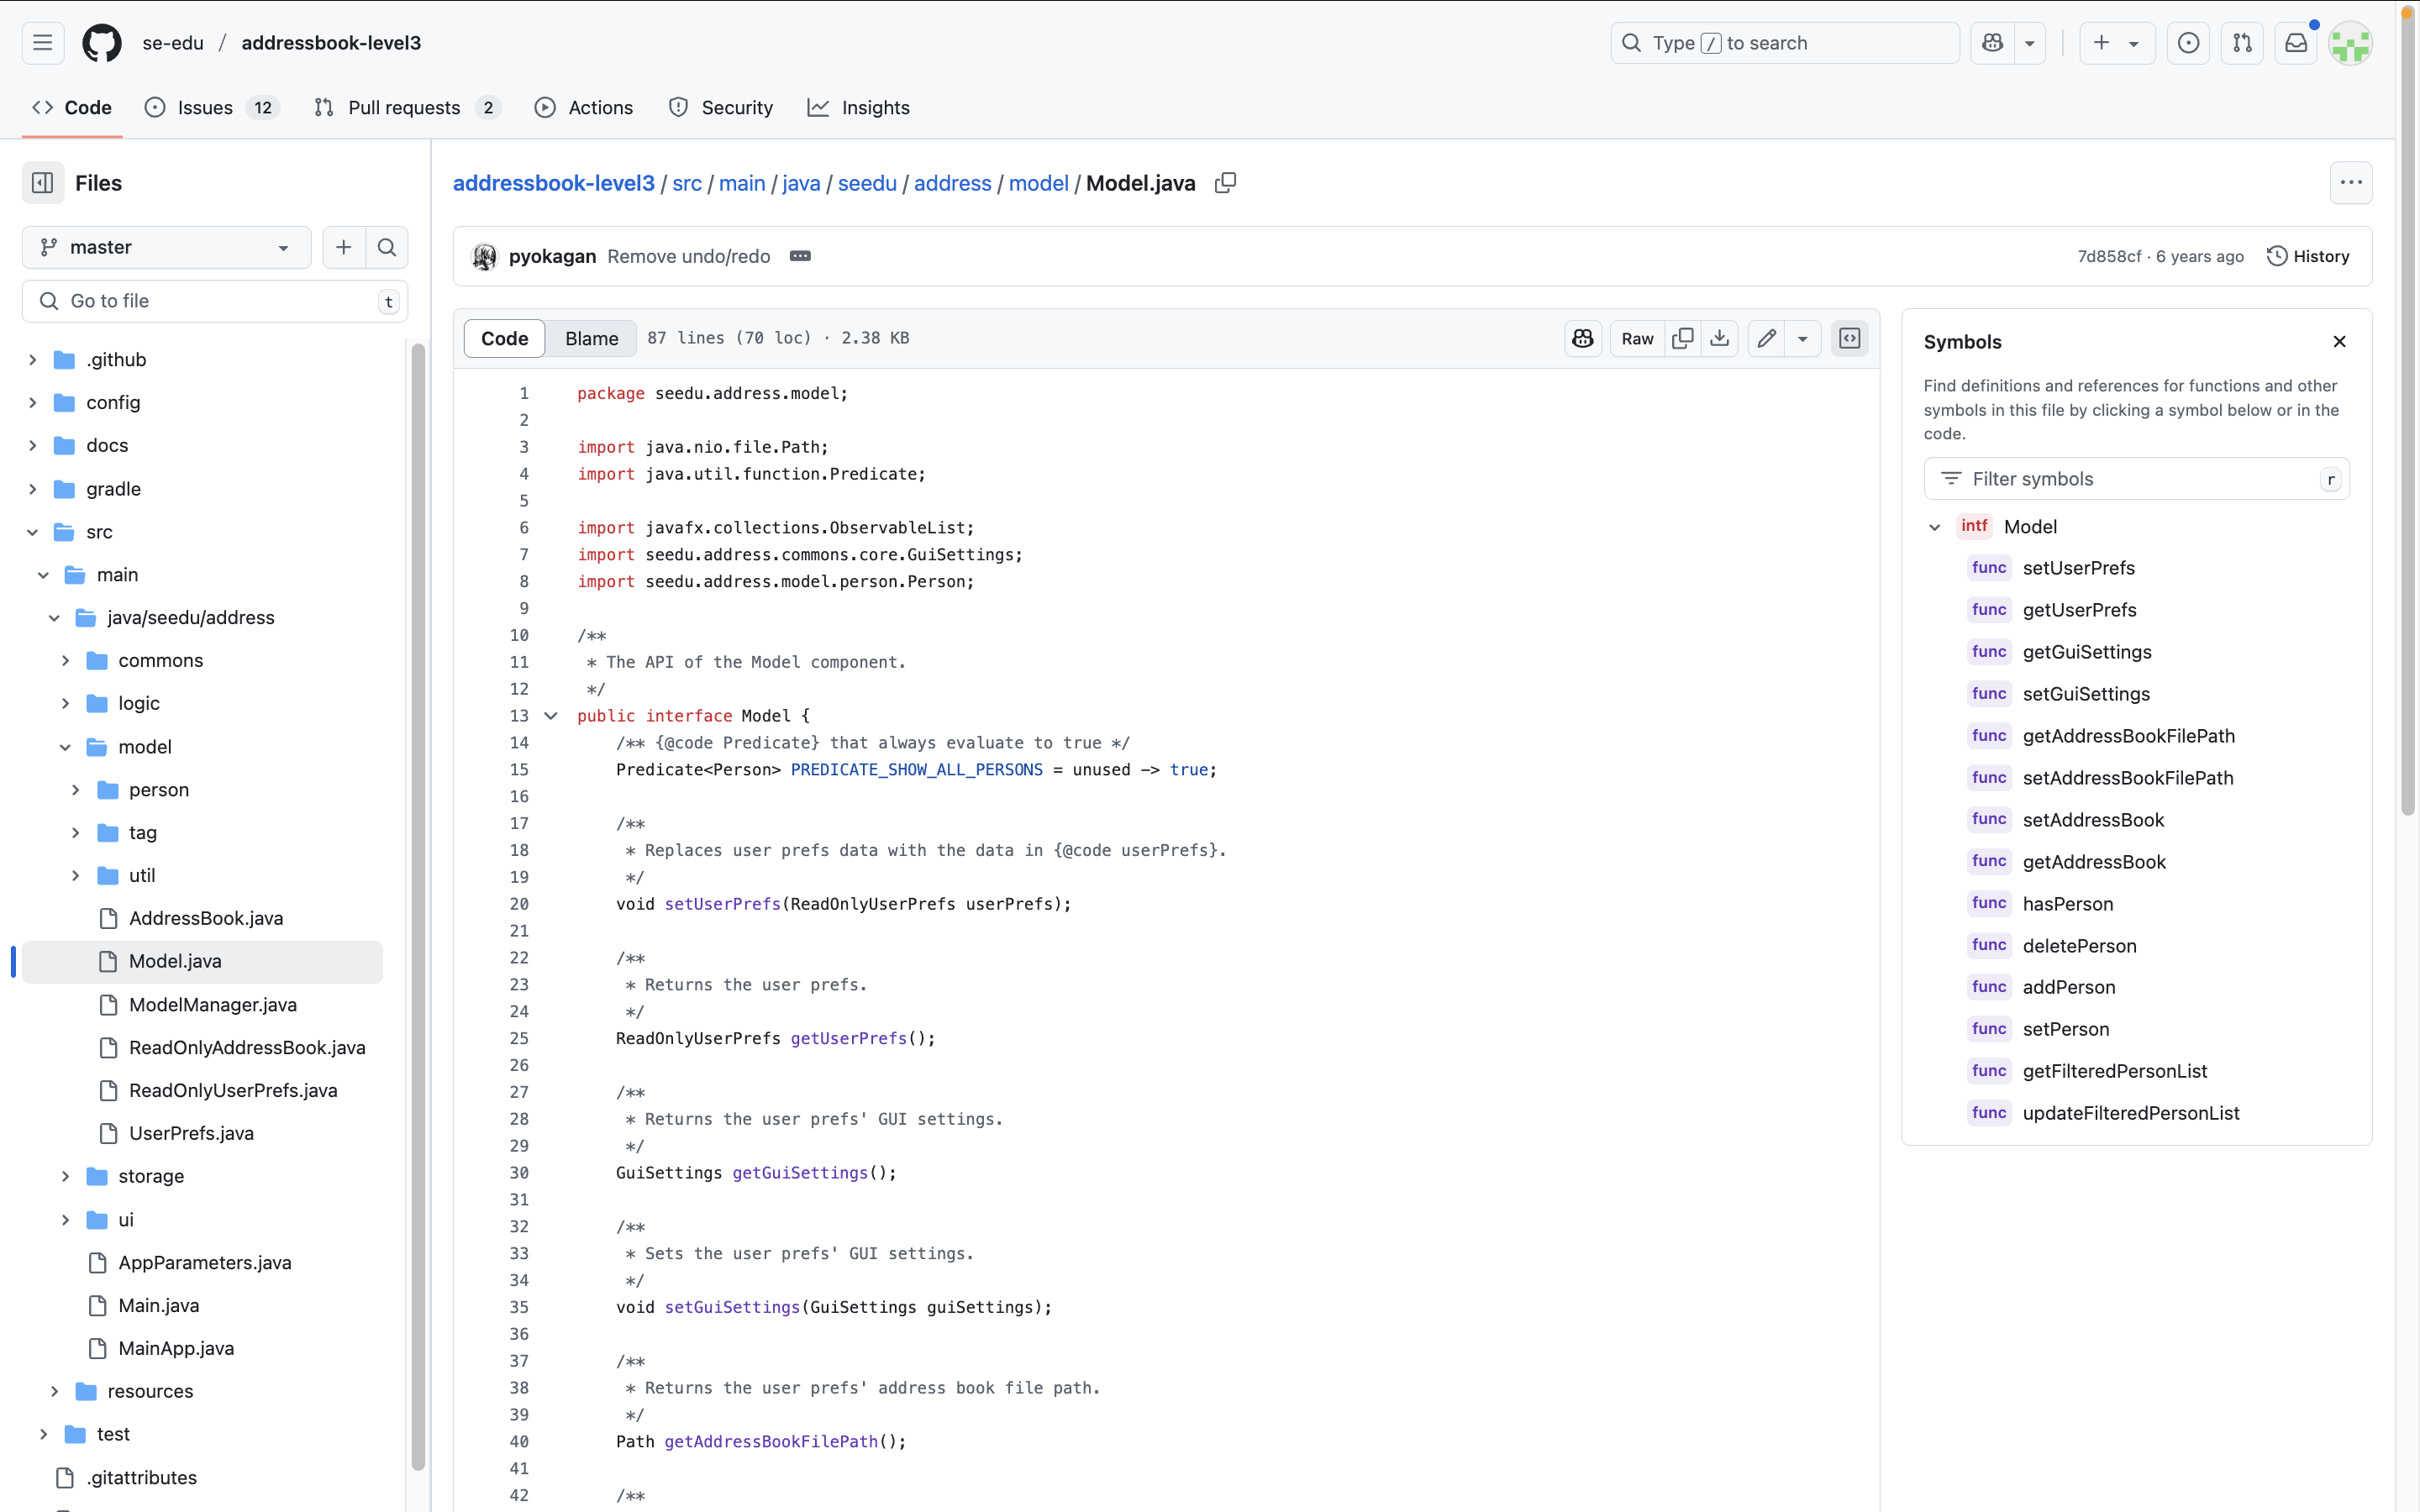 se-edu / addressbook-level3
Type / to search
Code
Issues 12
Pull requests 2
Actions
Security
Insights
Files
master
Go to file
t
.github
config
docs
gradle
src
main
java/seedu/address
commons
logic
model
person
tag
util
AddressBook.java
Model.java
ModelManager.java
ReadOnlyAddressBook.java
ReadOnlyUserPrefs.java
UserPrefs.java
storage
ui
AppParameters.java
Main.java
MainApp.java
resources
test
.gitattributes
addressbook-level3 / src / main / java / seedu / address / model / Model.java
pyokagan Remove undo/redo
7d858cf · 6 years ago
History
Code Blame 87 lines (70 loc) · 2.38 KB
Raw
1 package seedu.address.model;
2
3 import java.nio.file.Path;
4 import java.util.function.Predicate;
5
6 import javafx.collections.ObservableList;
7 import seedu.address.commons.core.GuiSettings;
8 import seedu.address.model.person.Person;
9
10 /**
11 * The API of the Model component.
12 */
13 public interface Model {
14 /** {@code Predicate} that always evaluate to true */
15 Predicate<Person> PREDICATE_SHOW_ALL_PERSONS = unused -> true;
16
17 /**
18 * Replaces user prefs data with the data in {@code userPrefs}.
19 */
20 void setUserPrefs(ReadOnlyUserPrefs userPrefs);
21
22 /**
23 * Returns the user prefs.
24 */
25 ReadOnlyUserPrefs getUserPrefs();
26
27 /**
28 * Returns the user prefs' GUI settings.
29 */
30 GuiSettings getGuiSettings();
31
32 /**
33 * Sets the user prefs' GUI settings.
34 */
35 void setGuiSettings(GuiSettings guiSettings);
36
37 /**
38 * Returns the user prefs' address book file path.
39 */
40 Path getAddressBookFilePath();
41
42 /**
Symbols
Find definitions and references for functions and other
symbols in this file by clicking a symbol below or in the
code.
Filter symbols
r
intf Model
func setUserPrefs
func getUserPrefs
func getGuiSettings
func setGuiSettings
func getAddressBookFilePath
func setAddressBookFilePath
func setAddressBook
func getAddressBook
func hasPerson
func deletePerson
func addPerson
func setPerson
func getFilteredPersonList
func updateFilteredPersonList